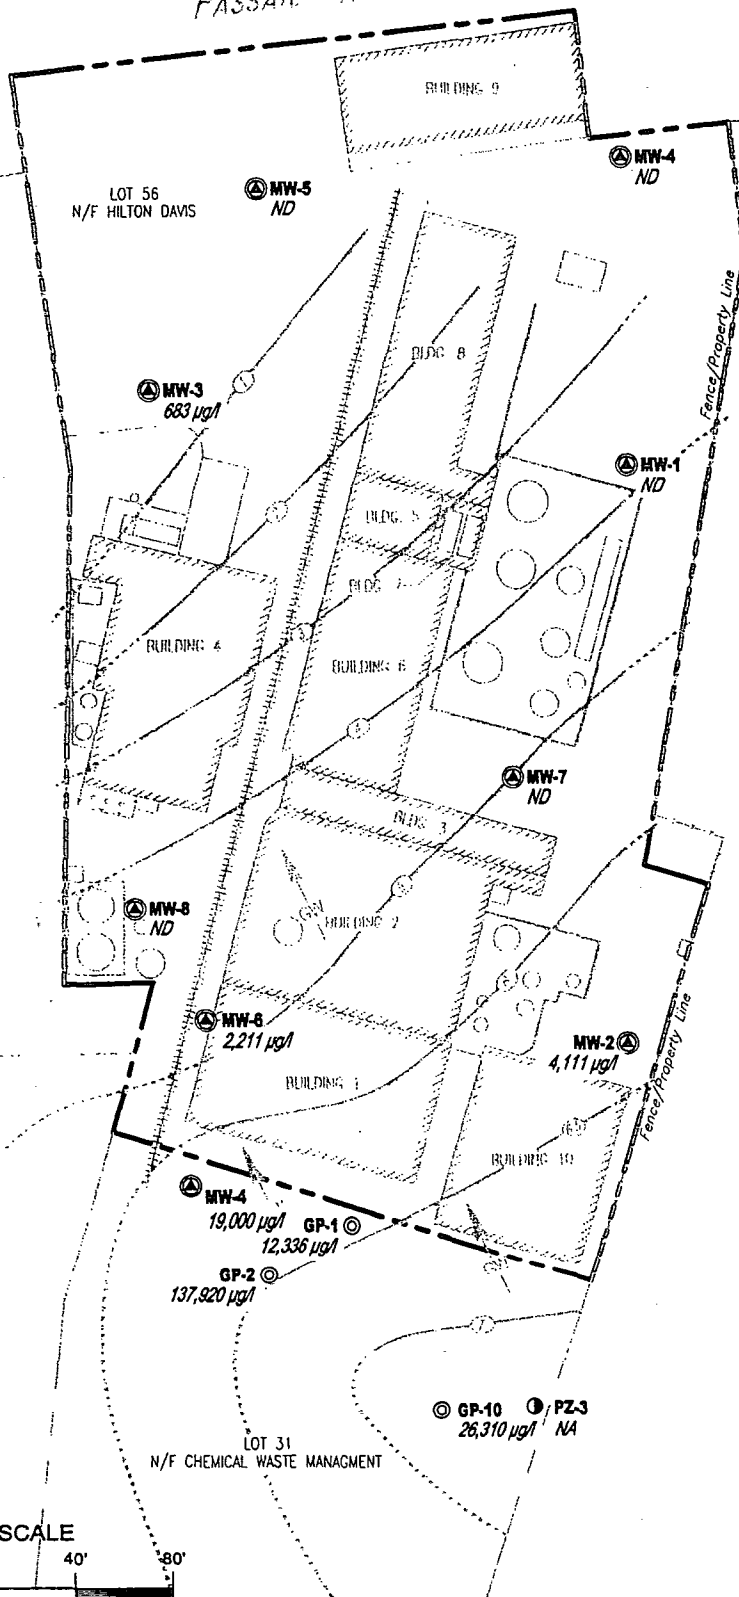 BUILDING 9
MW-4
ND
LOT 56
N/F HILTON DAVIS
MW-5
ND
Fence/Property Line
BLDG 8
MW-3
683 µg/l
MW-1
ND
BLDG. 5
BLDG
BUILDING 4
BUILDING 6
MW-7
ND
BLDG 3
MW-8
ND
GW
BUILDING 2
MW-6
2,211 µg/l
MW-2
4,111 µg/l
Fence/Property Line
BUILDING 1
BUILDING 10
MW-4
19,000 µg/l
GP-1
12,336 µg/l
GP-2
137,920 µg/l
GP-10
26,310 µg/l
PZ-3
NA
LOT 31
N/F CHEMICAL WASTE MANAGMENT
SCALE
40'
80'